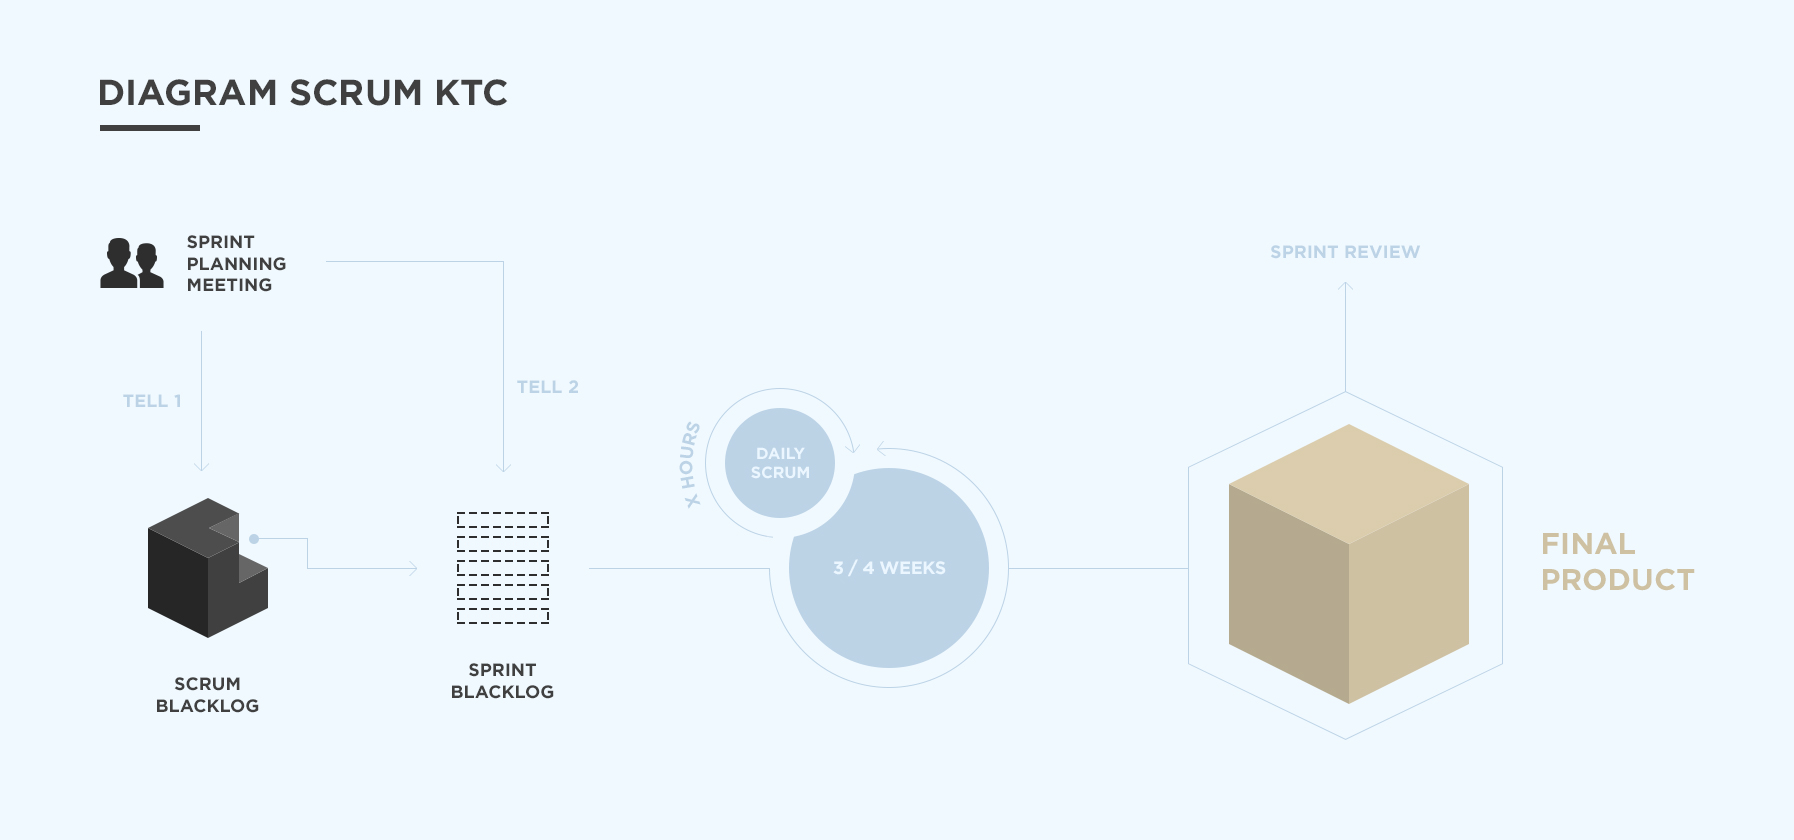 DIAGRAM SCRUM KTC
SPRINT
PLANNING
MEETING
TELL 1
TELL 2
SCRUM
BLACKLOG
SPRINT
BLACKLOG
X HOURS
DAILY
SCRUM
3 / 4 WEEKS
SPRINT REVIEW
FINAL
PRODUCT